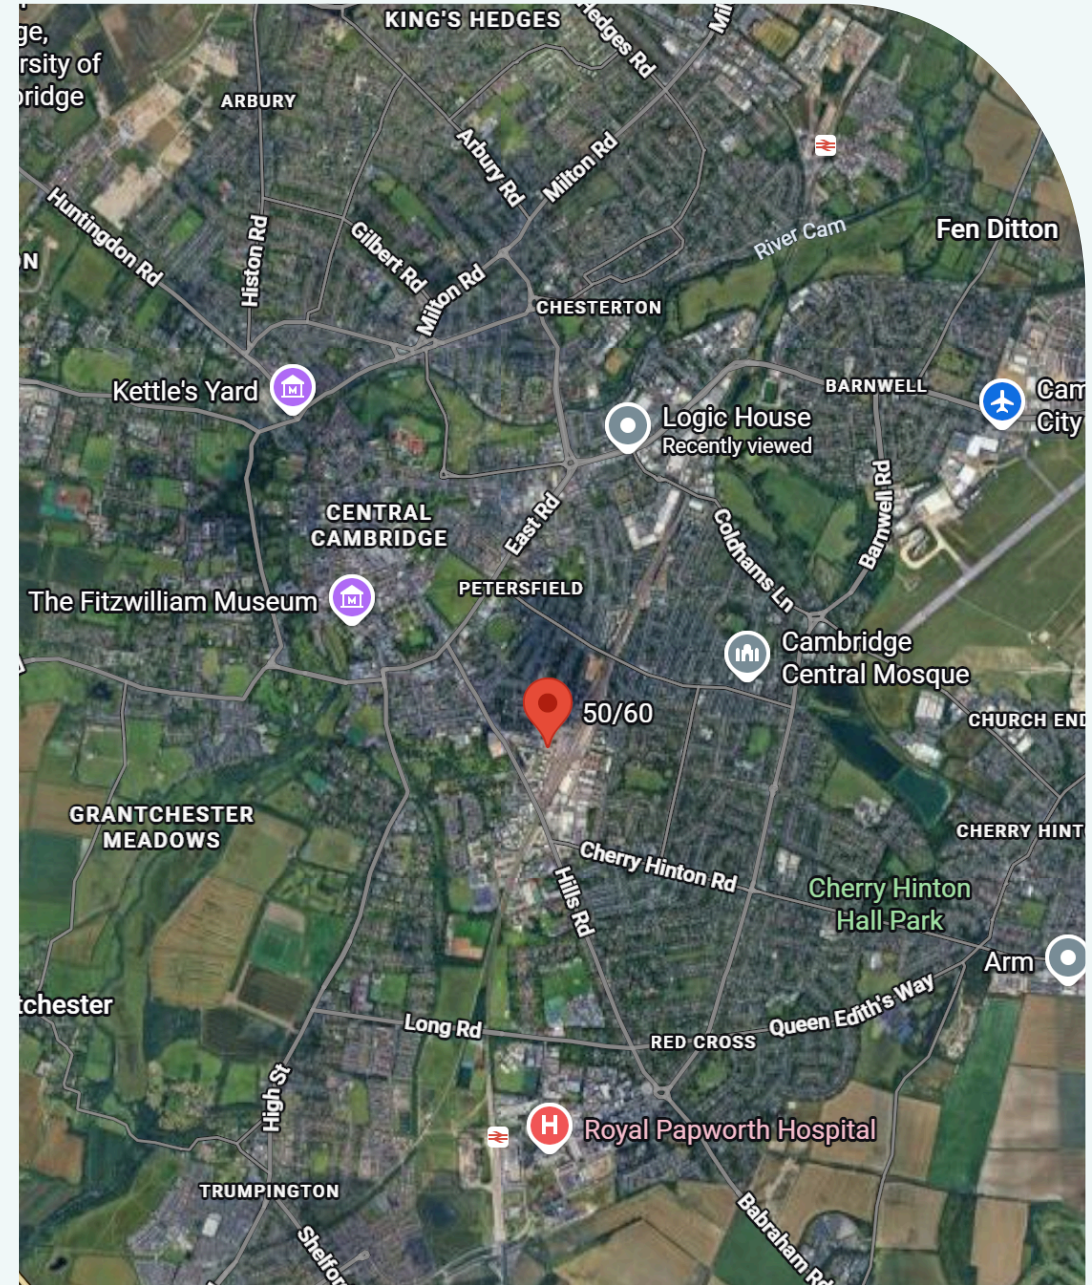 KING'S HEDGES
ge,
rsity of
bridge
Hedges Rd
Mil
ARBURY
Arbury Rd
Milton Rd
Huntingdon Rd
Histon Rd
Gilbert Rd
River Cam
Fen Ditton
ON
Milton Rd
CHESTERTON
Kettle's Yard
BARNWELL
Cam
City
Logic House
Recently viewed
Barnwell Rd
CENTRAL
CAMBRIDGE
East Rd
Coldhams Ln
PETERSFIELD
The Fitzwilliam Museum
Cambridge
Central Mosque
50/60
CHURCH END
GRANTCHESTER
MEADOWS
CHERRY HINT
Cherry Hinton Rd
Hills Rd
Cherry Hinton
Hall Park
Arm
tchester
Long Rd
Queen Edith's Way
RED CROSS
High St
H
Royal Papworth Hospital
TRUMPINGTON
Shelfor
Babraham Rd